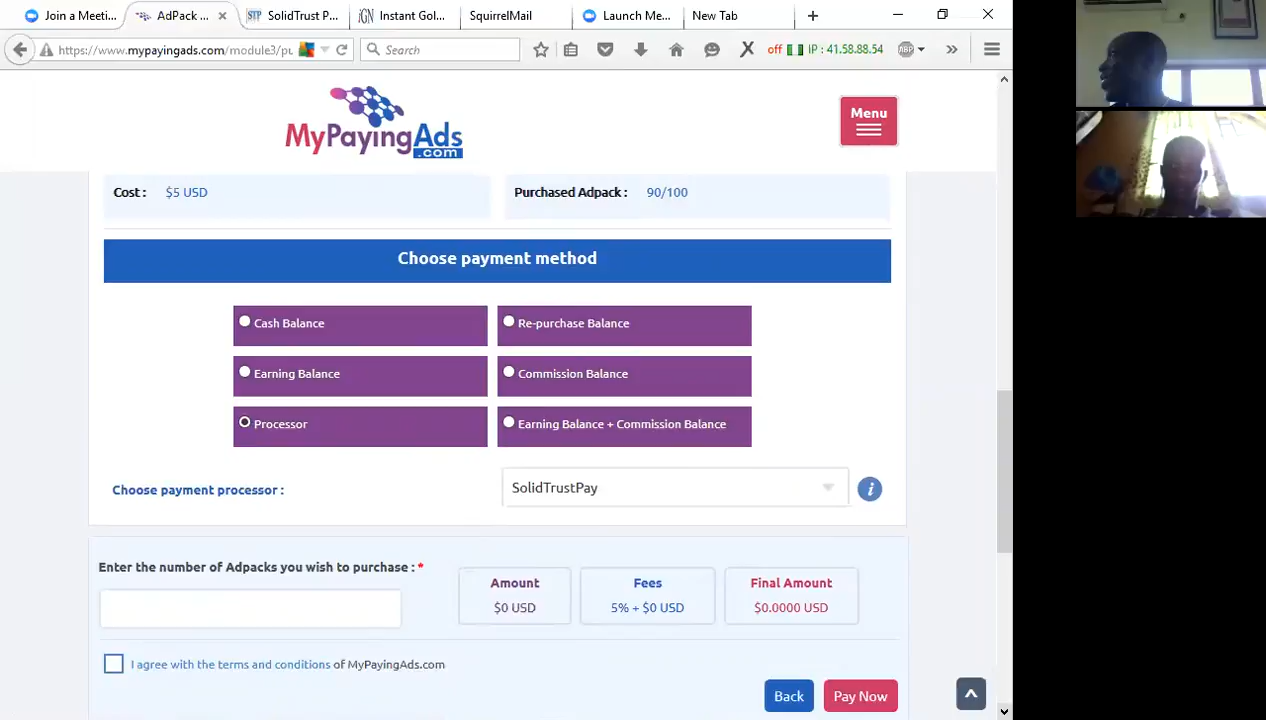 Join a Meeti...
AdPack ...
SolidTrust P...
Instant Gol...
SquirrelMail
Launch Me...
New Tab
https://www.mypayingads.com/module3/pu
Search
off
IP : 41.58.88.54
ABP
MyPayingAds
.com
Menu
Cost : $5 USD
Purchased Adpack : 90/100
Choose payment method
Cash Balance
Re-purchase Balance
Earning Balance
Commission Balance
Processor
Earning Balance + Commission Balance
Choose payment processor :
SolidTrustPay
Enter the number of Adpacks you wish to purchase : *
Amount
$0 USD
Fees
5% + $0 USD
Final Amount
$0.0000 USD
I agree with the terms and conditions of MyPayingAds.com
Back
Pay Now